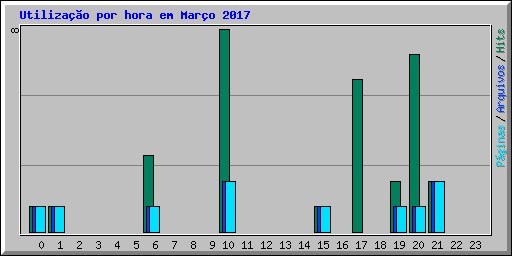 Utilização por hora em Março 2017
8
Páginas / Arquivos / Hits
0 1 2 3 4 5 6 7 8 9 10 11 12 13 14 15 16 17 18 19 20 21 22 23